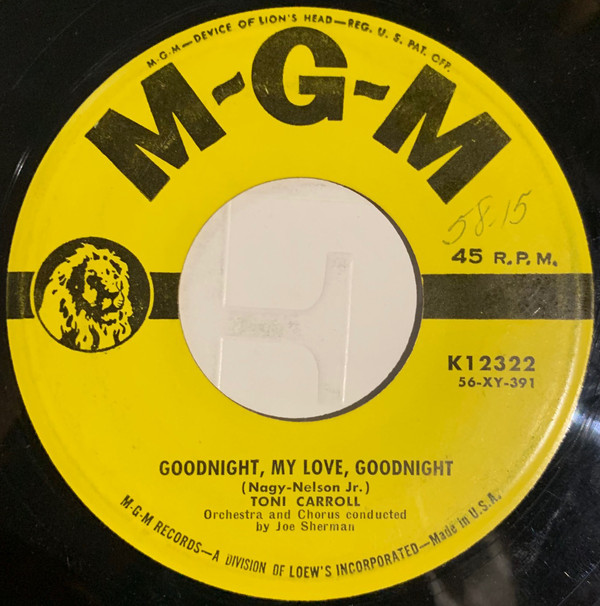 M-G-M—DEVICE OF LION'S HEAD—REG. U. S. PAT. OFF.
M-G-M
58-15
45 R.P.M.
K12322
56-XY-391
GOODNIGHT, MY LOVE, GOODNIGHT
(Nagy-Nelson Jr.)
TONI CARROLL
Orchestra and Chorus conducted
by Joe Sherman
M-G-M RECORDS—A DIVISION OF LOEW'S INCORPORATED—Made in U.S.A.